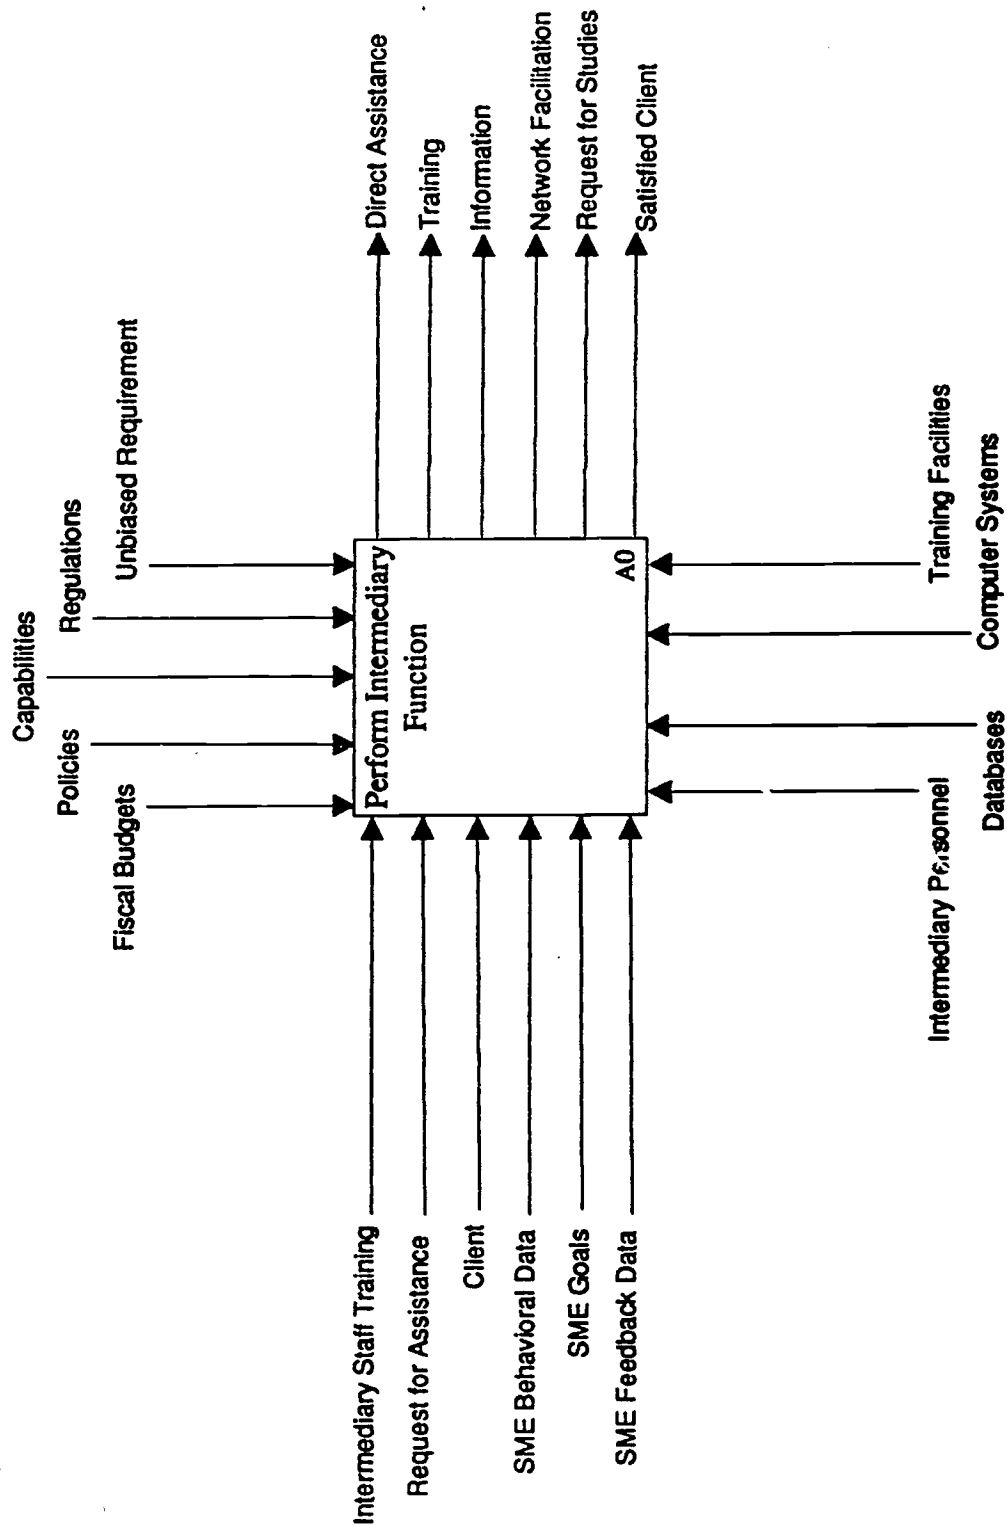 Capabilities
Policies
Regulations
Fiscal Budgets
Unbiased Requirement
Intermediary Staff Training
Request for Assistance
Client
SME Behavioral Data
SME Goals
SME Feedback Data
Perform Intermediary
Function
A0
Direct Assistance
Training
Information
Network Facilitation
Request for Studies
Satisfied Client
Intermediary Personnel
Training Facilities
Databases
Computer Systems